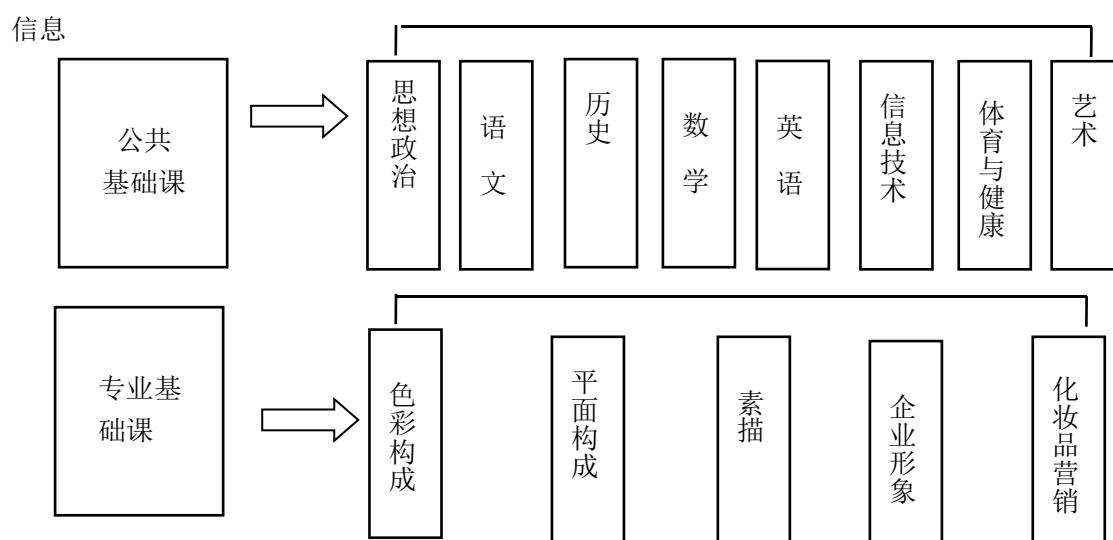 信息
公共
基础课
思想政治
语文
历史
数学
英语
信息技术
体育与健康
艺术
专业基
础课
色彩构成
平面构成
素描
企业形象
化妆品营销